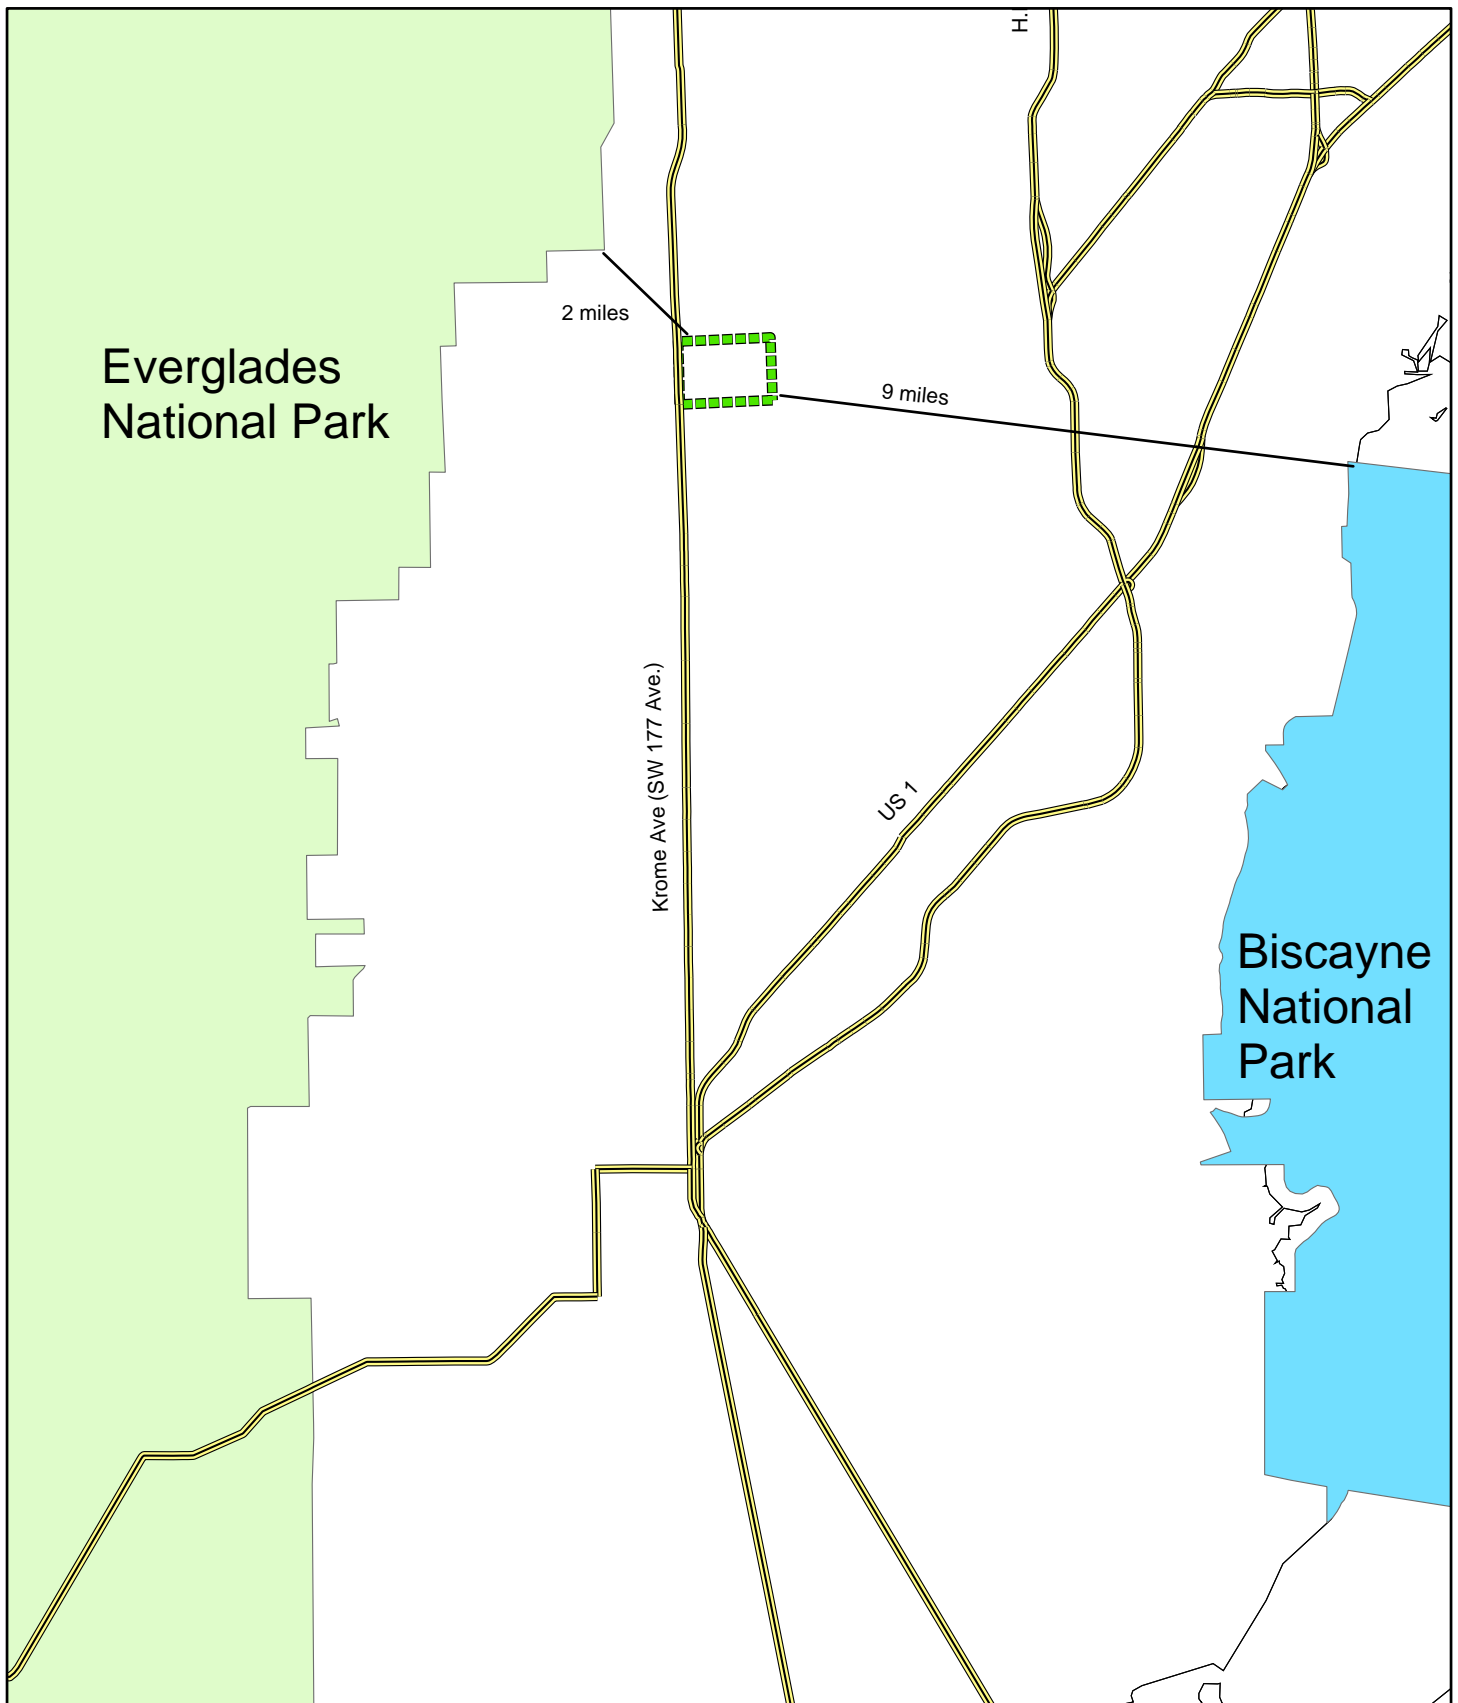 H.
2 miles
Everglades
National Park
9 miles
Krome Ave (SW 177 Ave.)
US 1
Biscayne
National
Park